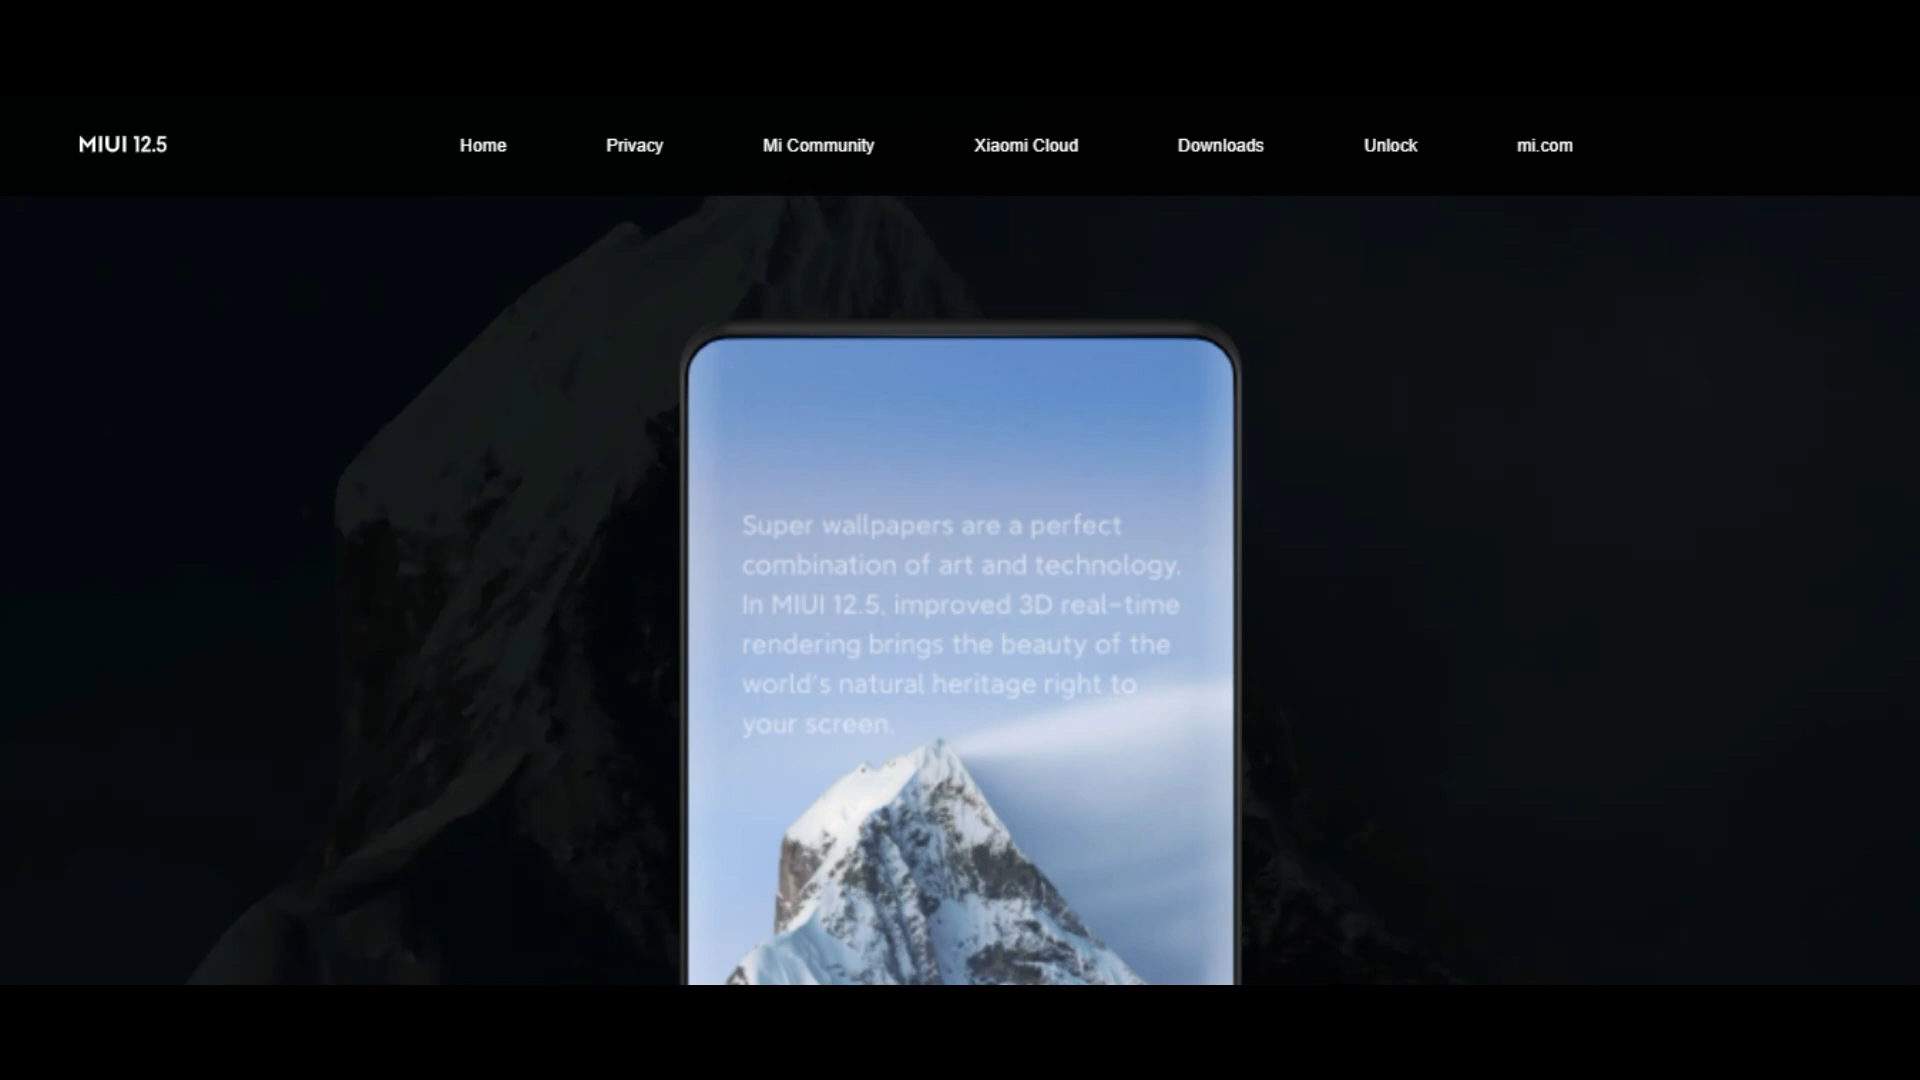 MIUI 12.5
Home
Privacy
Mi Community
Xiaomi Cloud
Downloads
Unlock
mi.com
Super wallpapers are a perfect
combination of art and technology.
In MIUI 12.5, improved 3D real-time
rendering brings the beauty of the
world's natural heritage right to
your screen.